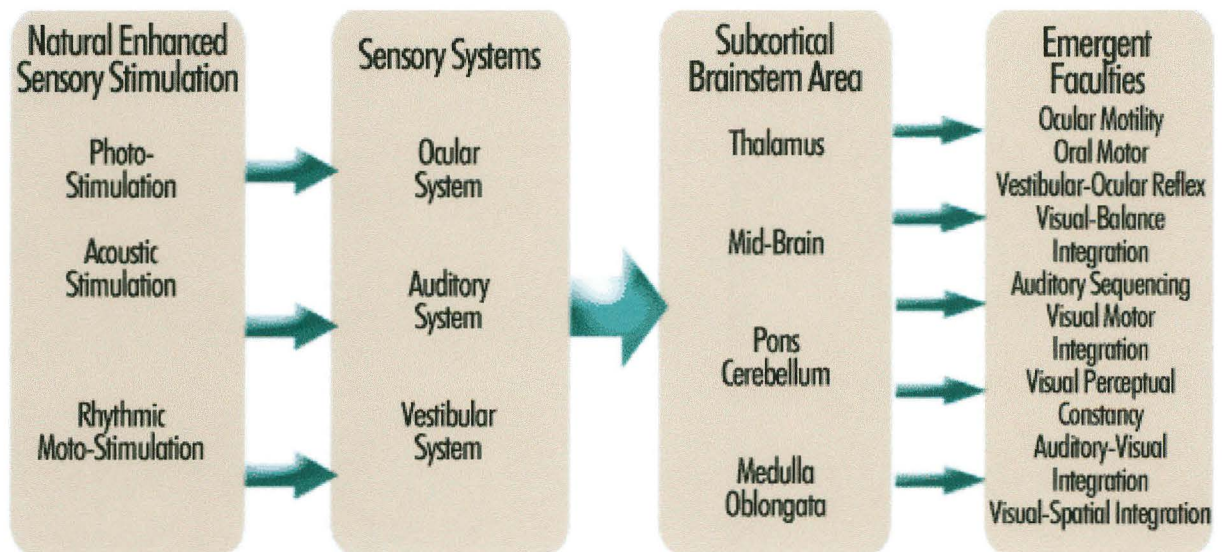 Natural Enhanced
Sensory Stimulation
Photo-
Stimulation
Acoustic
Stimulation
Rhythmic
Moto-Stimulation
Sensory Systems
Ocular
System
Auditory
System
Vestibular
System
Subcortical
Brainstem Area
Thalamus
Mid-Brain
Pons
Cerebellum
Medulla
Oblongata
Emergent
Faculties
Ocular Motility
Oral Motor
Vestibular-Ocular Reflex
Visual-Balance
Integration
Auditory Sequencing
Visual Motor
Integration
Visual Perceptual
Constancy
Auditory-Visual
Integration
Visual-Spatial Integration